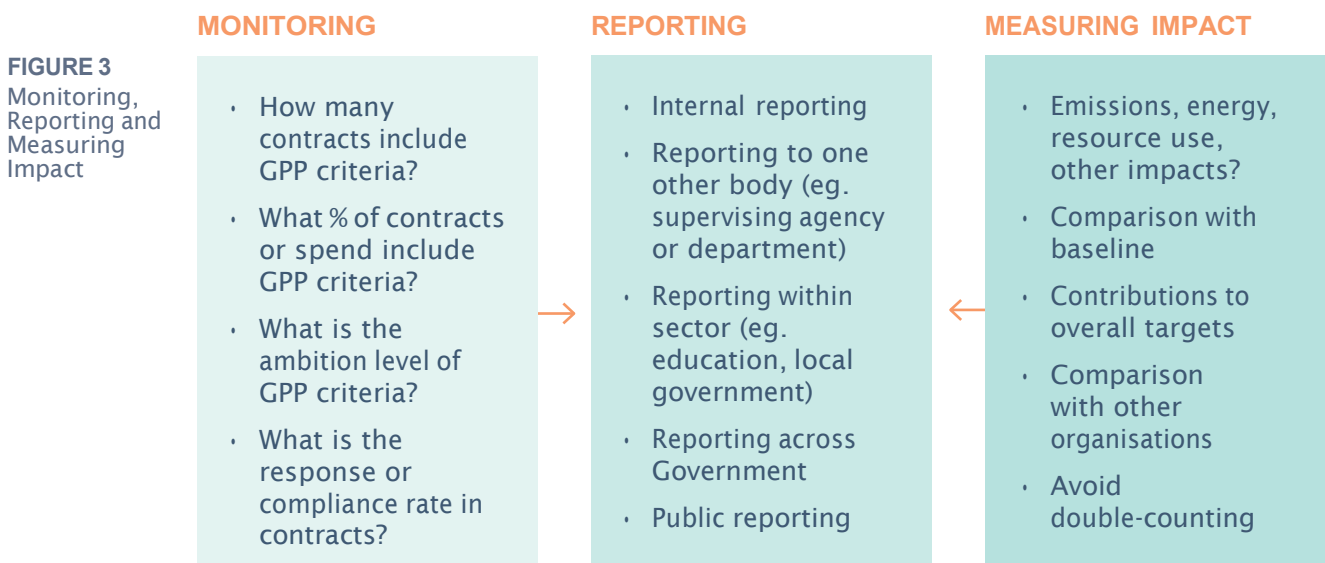 FIGURE 3
Monitoring,
Reporting and
Measuring
Impact
MONITORING
• How many
contracts include
GPP criteria?
• What % of contracts
or spend include
GPP criteria?
• What is the
ambition level of
GPP criteria?
• What is the
response or
compliance rate in
contracts?
REPORTING
• Internal reporting
• Reporting to one
other body (eg.
supervising agency
or department)
• Reporting within
sector (eg.
education, local
government)
• Reporting across
Government
• Public reporting
MEASURING IMPACT
• Emissions, energy,
resource use,
other impacts?
• Comparison with
baseline
• Contributions to
overall targets
• Comparison
with other
organisations
• Avoid
double-counting